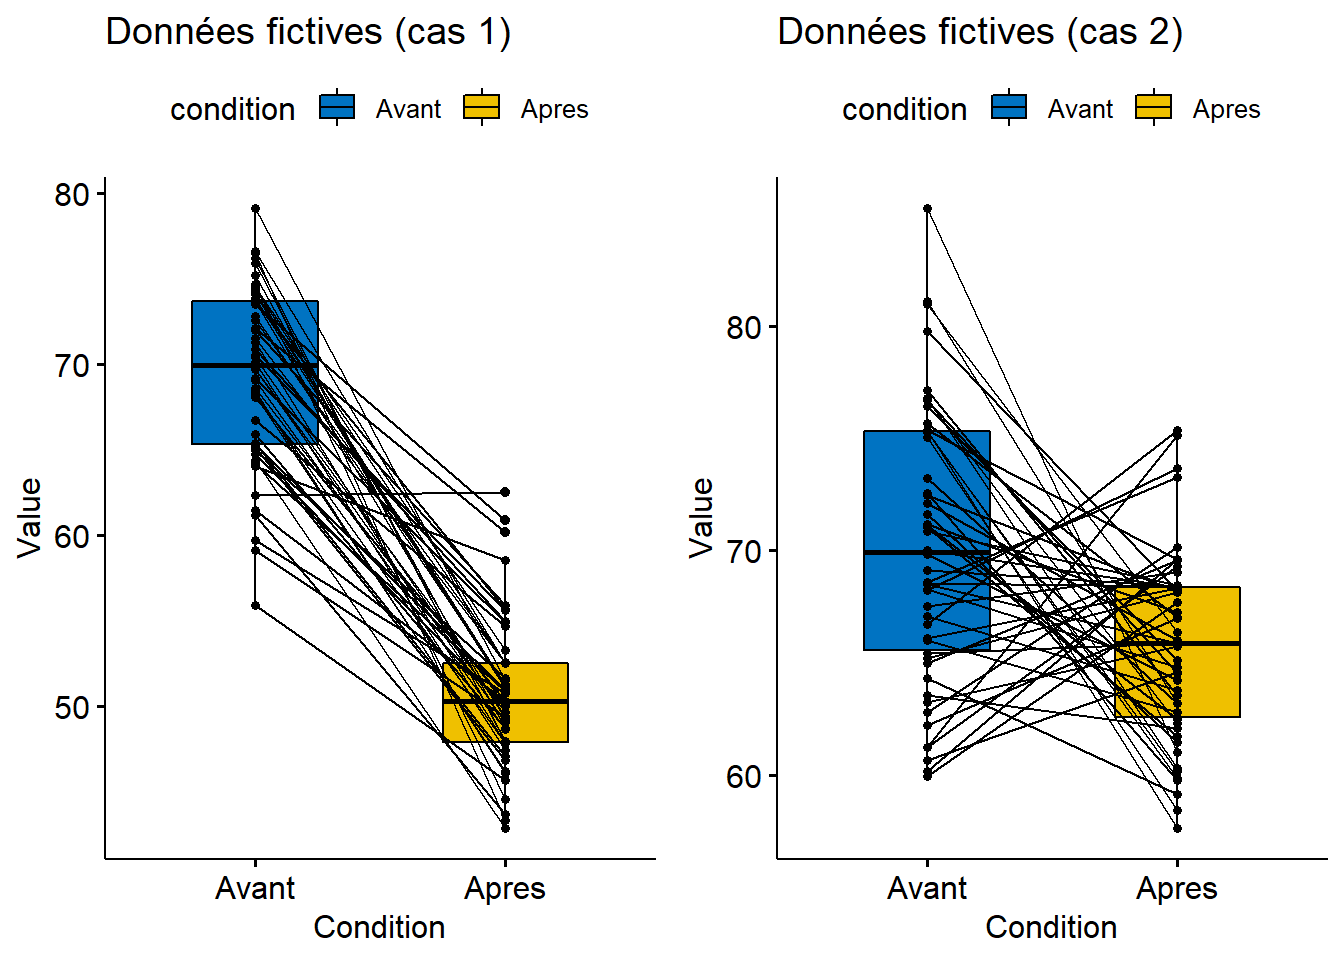 Données fictives (cas 1)
condition Avant Apres
80
70
60
50
Value
Avant Apres
Condition
Données fictives (cas 2)
condition Avant Apres
80
70
60
Value
Avant Apres
Condition